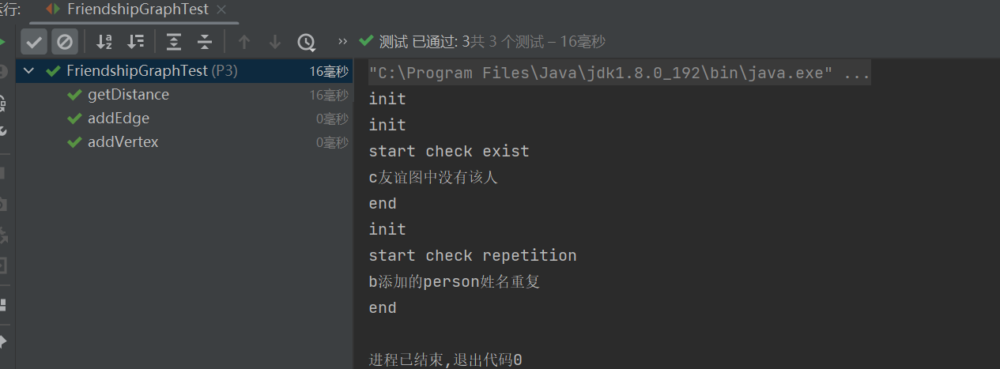 运行: FriendshipGraphTest ×
» 测试 已通过: 3共 3 个测试 – 16毫秒
FriendshipGraphTest (P3) 16毫秒
getDistance 16毫秒
addEdge 0毫秒
addVertex 0毫秒
"C:\Program Files\Java\jdk1.8.0_192\bin\java.exe" ...
init
init
start check exist
c友谊图中没有该人
end
init
start check repetition
b添加的person姓名重复
end
进程已结束,退出代码0